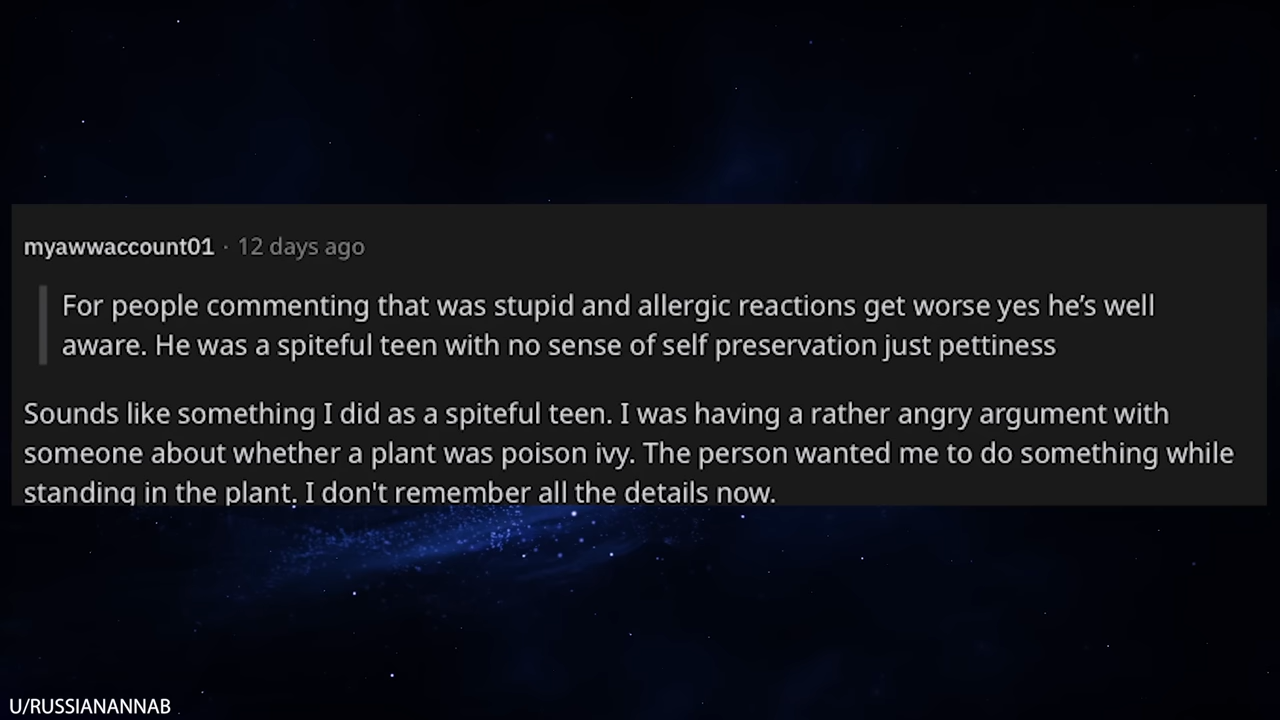 myawwaccount01 · 12 days ago
For people commenting that was stupid and allergic reactions get worse yes he’s well
aware. He was a spiteful teen with no sense of self preservation just pettiness
Sounds like something I did as a spiteful teen. I was having a rather angry argument with
someone about whether a plant was poison ivy. The person wanted me to do something while
standing in the plant. I don't remember all the details now.
U/RUSSIANANNAB